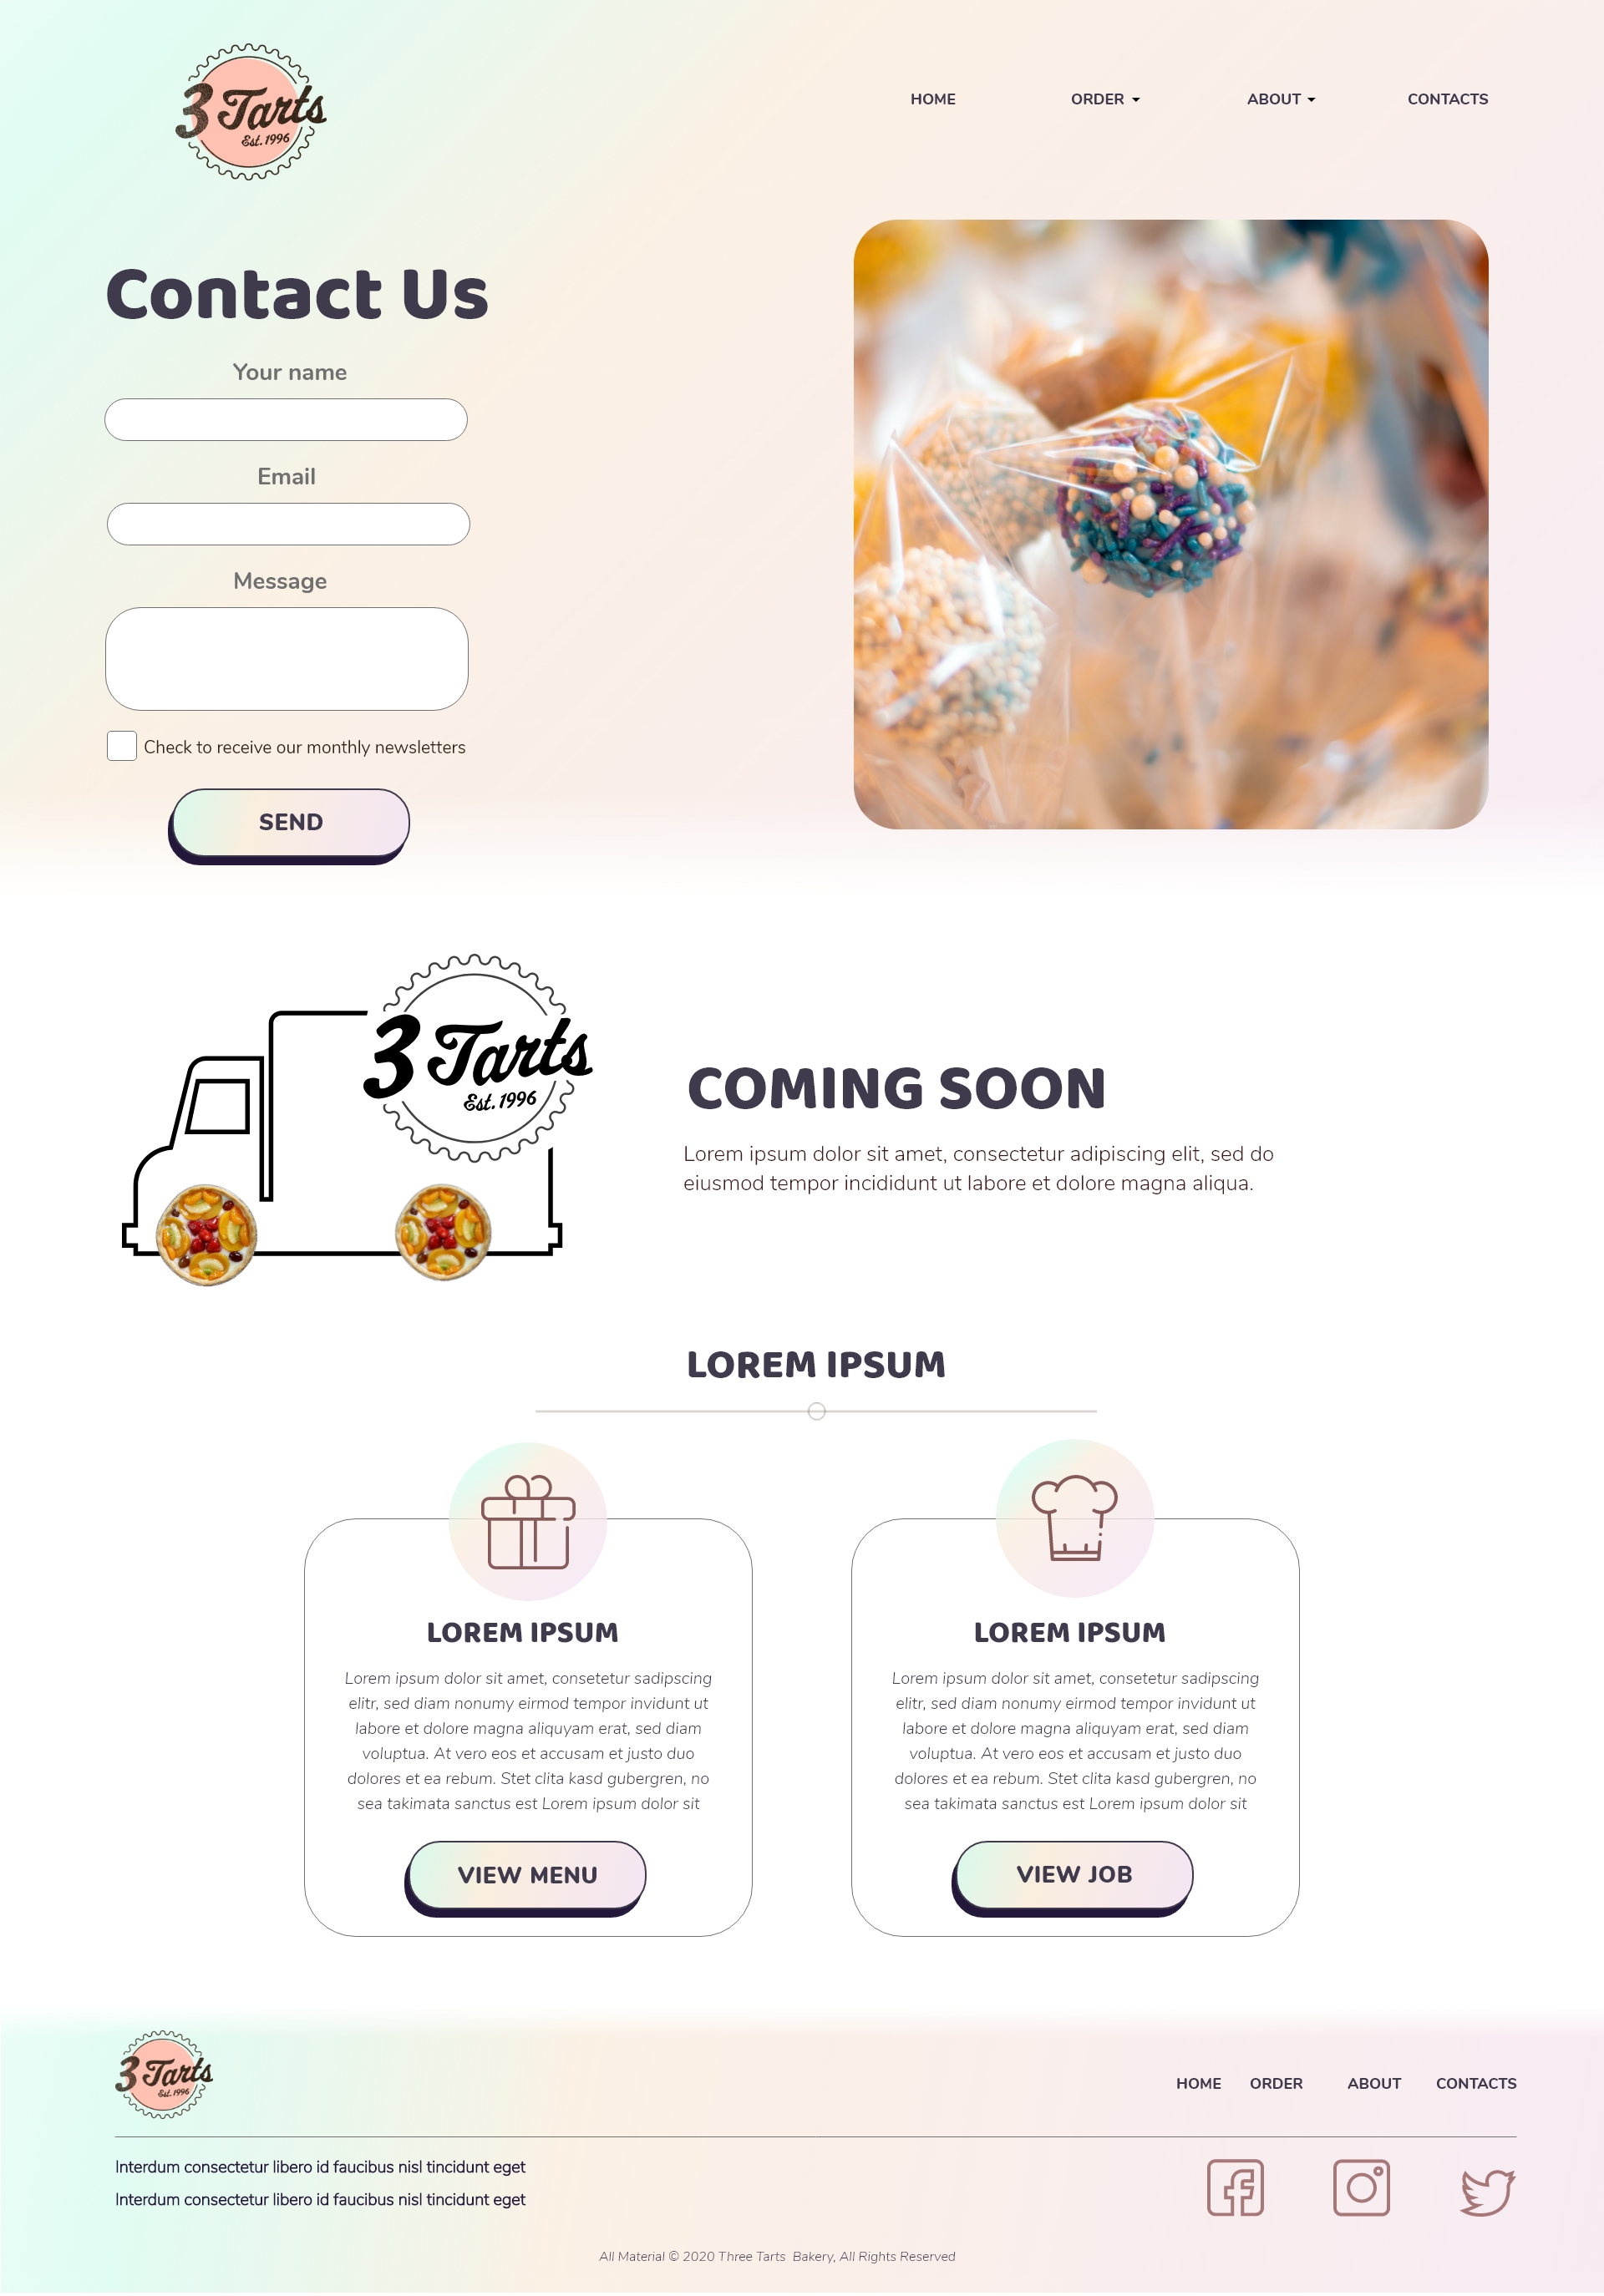 3 Tarts
Est. 1996
HOME
ORDER
ABOUT
CONTACTS
Contact Us
Your name
Email
Message
Check to receive our monthly newsletters
SEND
3 Tarts
Est. 1996
COMING SOON
Lorem ipsum dolor sit amet, consectetur adipiscing elit, sed do
eiusmod tempor incididunt ut labore et dolore magna aliqua.
LOREM IPSUM
LOREM IPSUM
Lorem ipsum dolor sit amet, consetetur sadipscing
elitr, sed diam nonumy eirmod tempor invidunt ut
labore et dolore magna aliquyam erat, sed diam
voluptua. At vero eos et accusam et justo duo
dolores et ea rebum. Stet clita kasd gubergren, no
sea takimata sanctus est Lorem ipsum dolor sit
VIEW MENU
LOREM IPSUM
Lorem ipsum dolor sit amet, consetetur sadipscing
elitr, sed diam nonumy eirmod tempor invidunt ut
labore et dolore magna aliquyam erat, sed diam
voluptua. At vero eos et accusam et justo duo
dolores et ea rebum. Stet clita kasd gubergren, no
sea takimata sanctus est Lorem ipsum dolor sit
VIEW JOB
3 Tarts
Est. 1996
HOME
ORDER
ABOUT
CONTACTS
Interdum consectetur libero id faucibus nisl tincidunt eget
Interdum consectetur libero id faucibus nisl tincidunt eget
All Material © 2020 Three Tarts  Bakery, All Rights Reserved